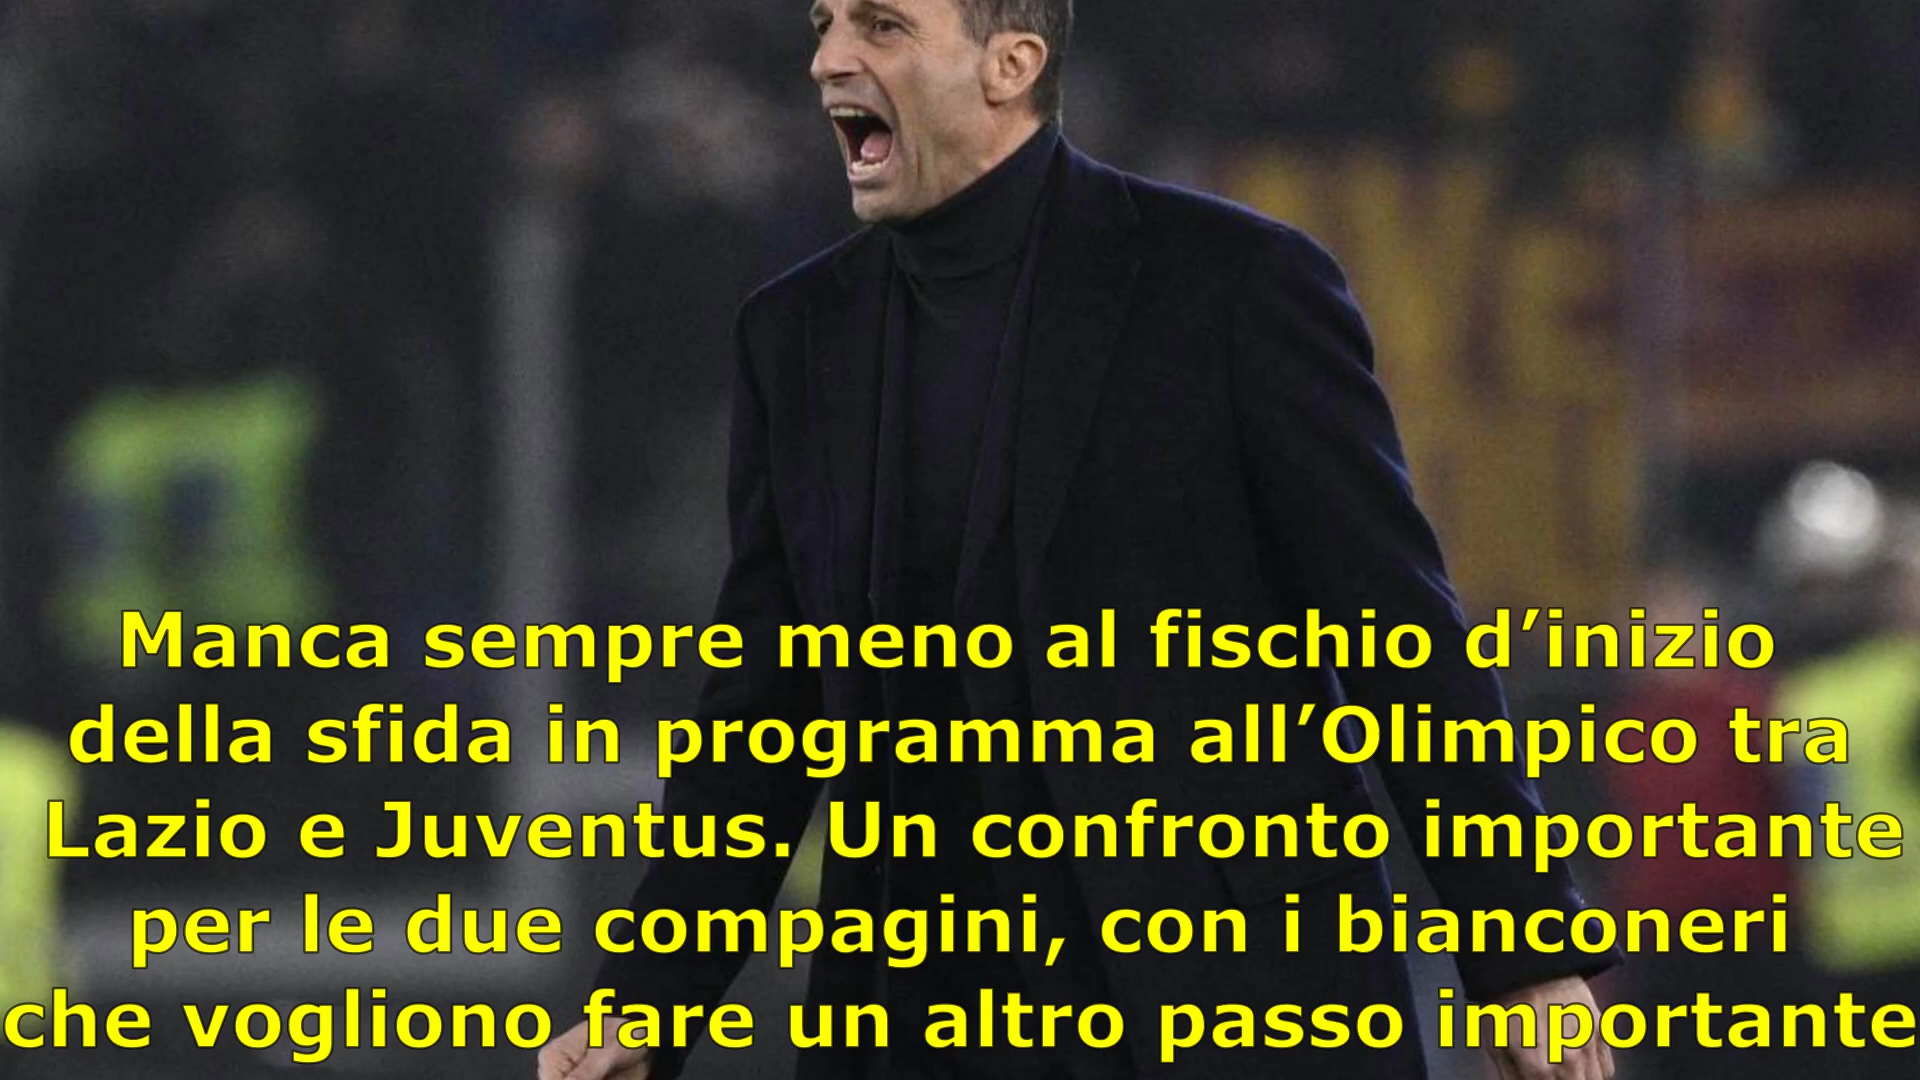 Manca sempre meno al fischio d’inizio
della sfida in programma all’Olimpico tra
Lazio e Juventus. Un confronto importante
per le due compagini, con i bianconeri
che vogliono fare un altro passo importante